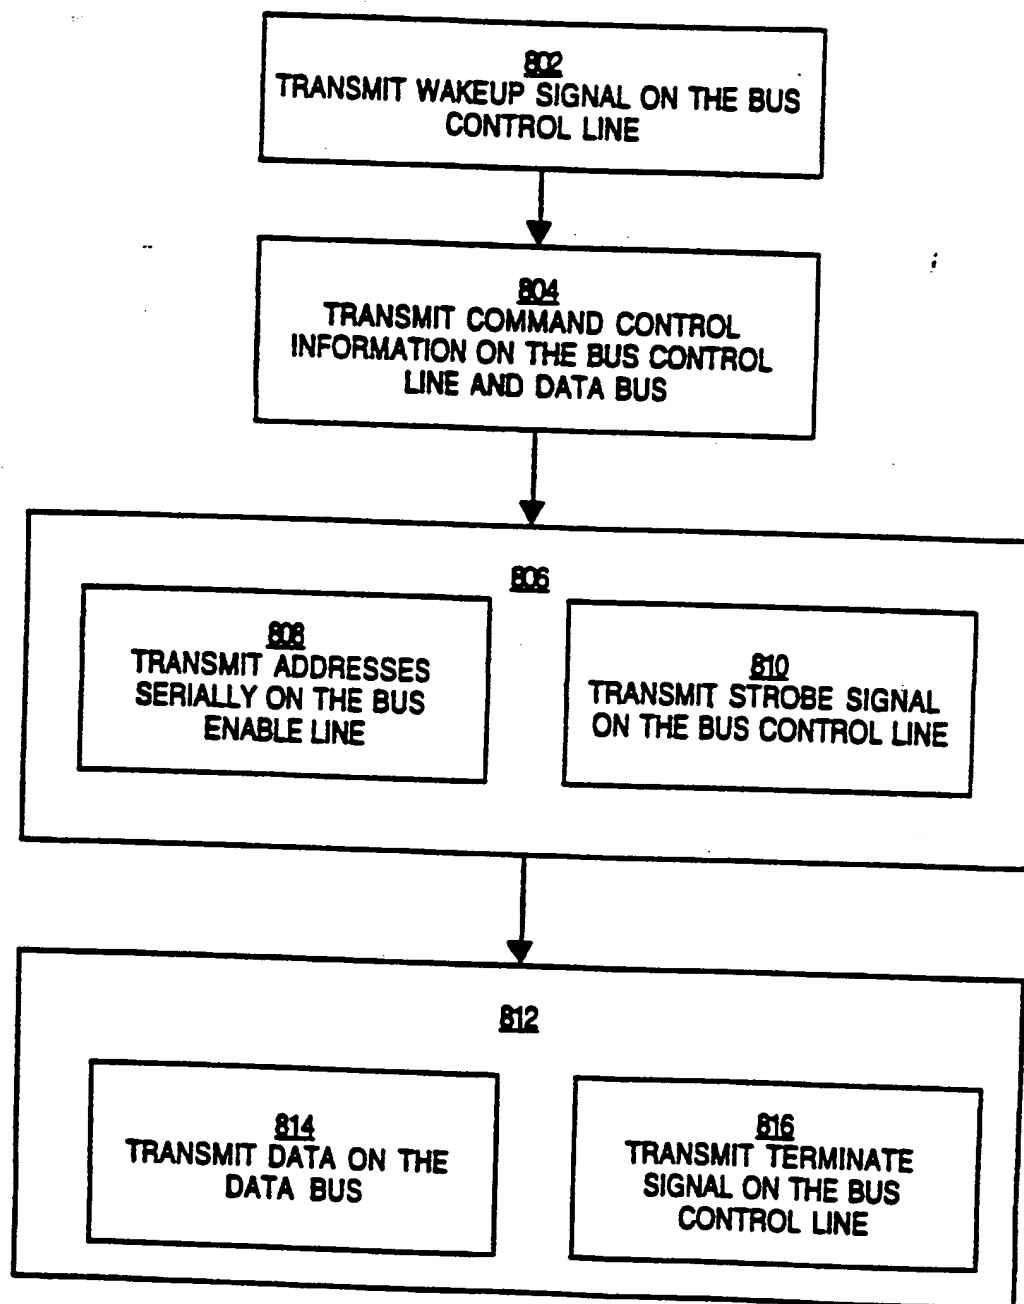 802
TRANSMIT WAKEUP SIGNAL ON THE BUS
CONTROL LINE
804
TRANSMIT COMMAND CONTROL
INFORMATION ON THE BUS CONTROL
LINE AND DATA BUS
806
808
TRANSMIT ADDRESSES
SERIALLY ON THE BUS
ENABLE LINE
810
TRANSMIT STROBE SIGNAL
ON THE BUS CONTROL LINE
812
814
TRANSMIT DATA ON THE
DATA BUS
816
TRANSMIT TERMINATE
SIGNAL ON THE BUS
CONTROL LINE